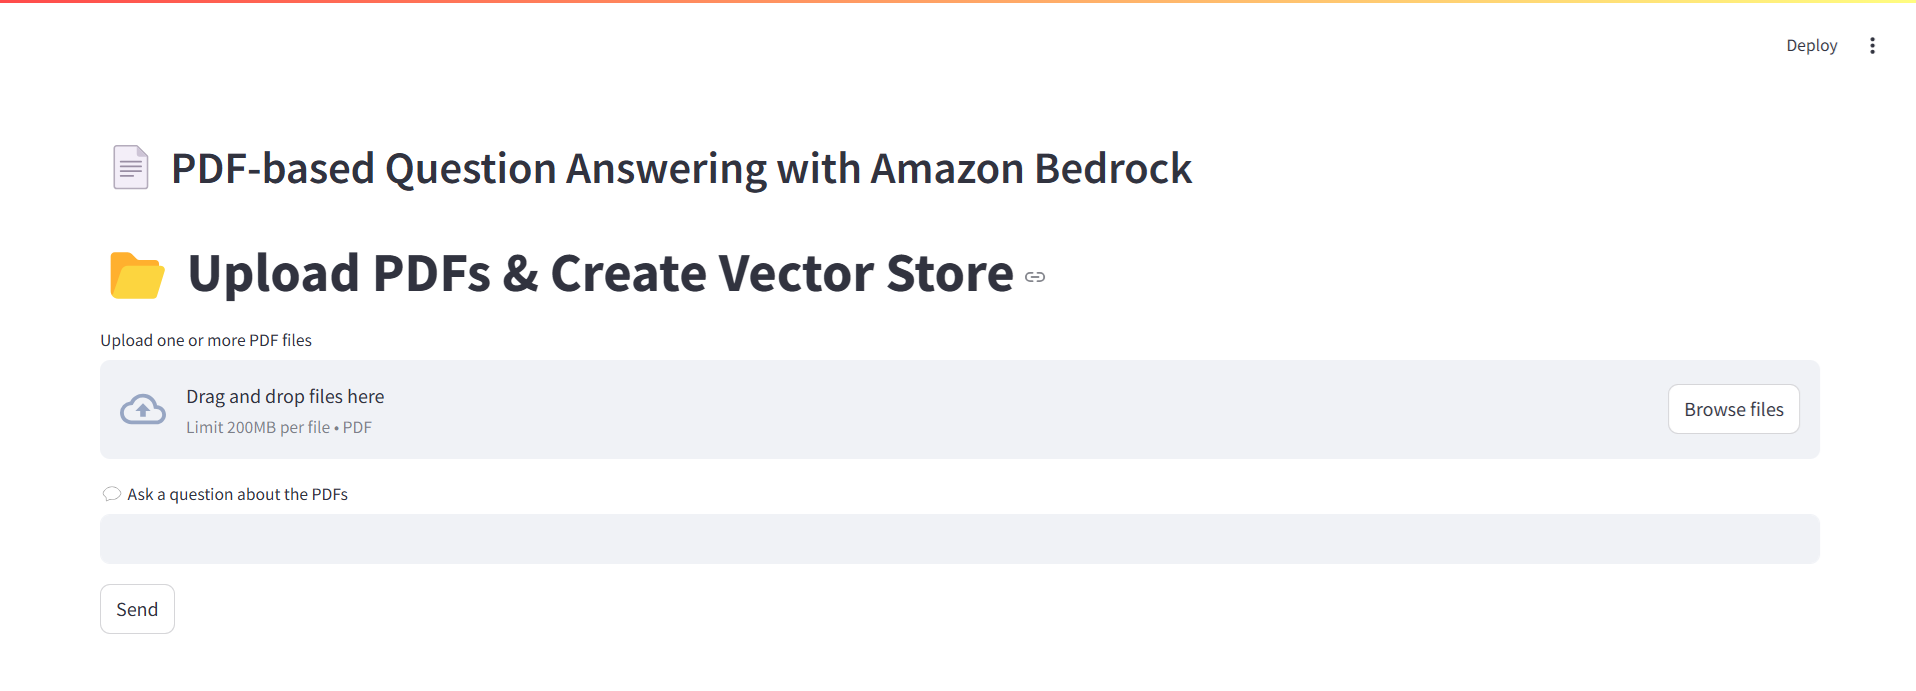 Deploy
PDF-based Question Answering with Amazon Bedrock
Upload PDFs & Create Vector Store
Upload one or more PDF files
Drag and drop files here
Limit 200MB per file • PDF
Browse files
Ask a question about the PDFs
Send